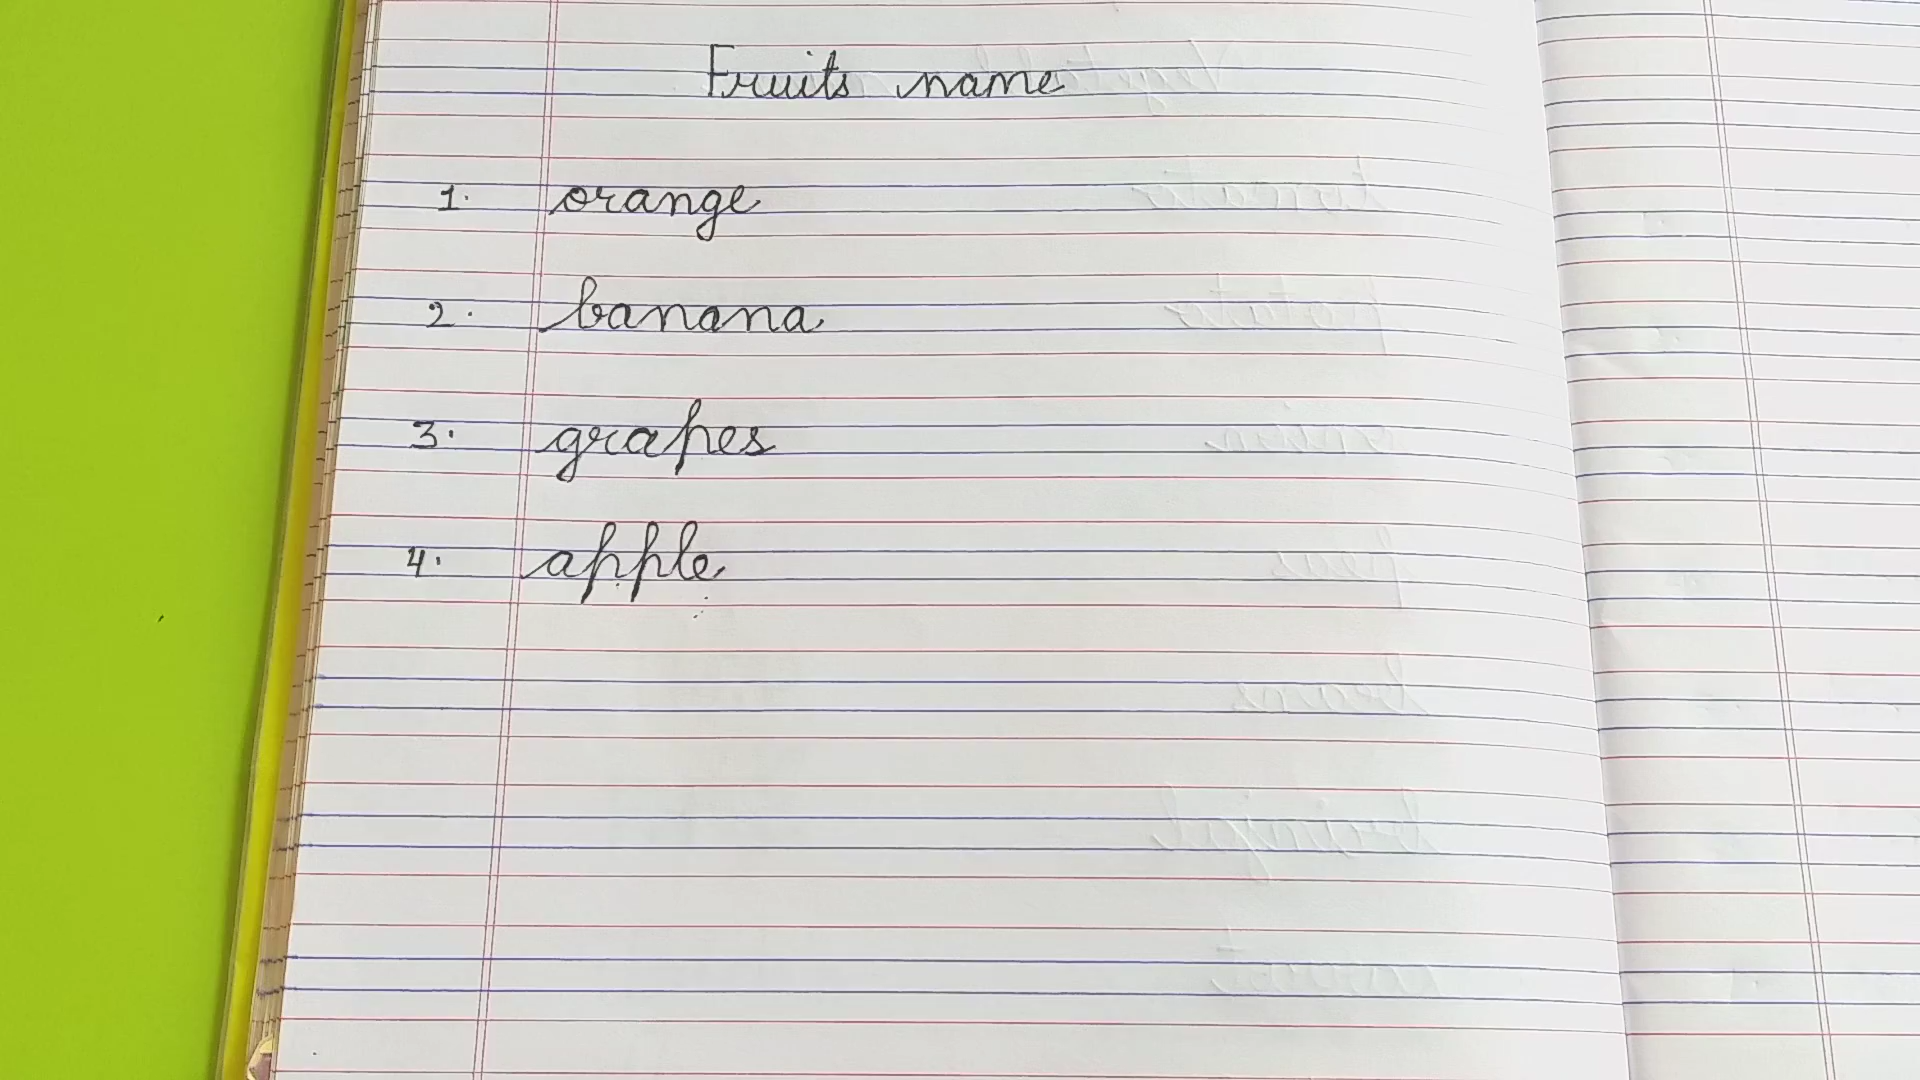 Fruits name
1. orange
2. banana
3. grapes
4. apple